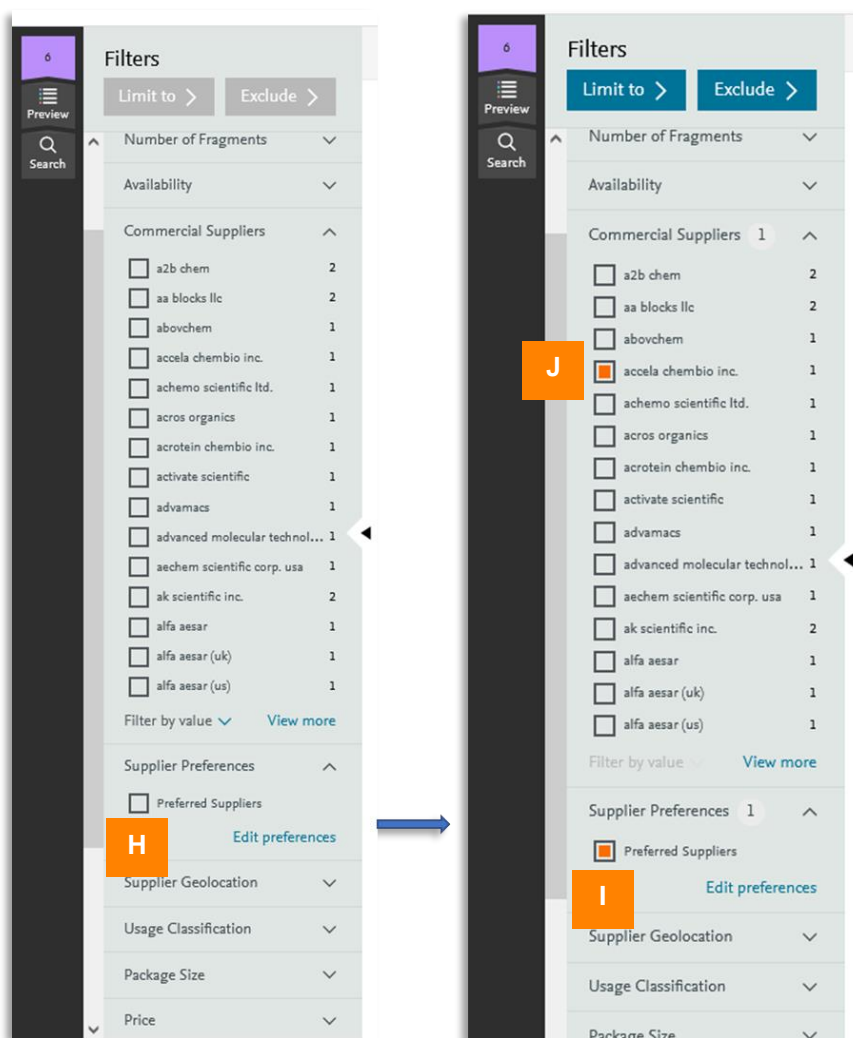 6
Preview
Search
Filters
Limit to
Exclude
Number of Fragments
Availability
Commercial Suppliers
a2b chem 2
aa blocks llc 2
abovchem 1
accela chembio inc. 1
achemo scientific ltd. 1
acros organics 1
acrotein chembio inc. 1
activate scientific 1
advamacs 1
advanced molecular technol... 1
aechem scientific corp. usa 1
ak scientific inc. 2
alfa aesar 1
alfa aesar (uk) 1
alfa aesar (us) 1
Filter by value View more
Supplier Preferences
Preferred Suppliers
H
Edit preferences
Supplier Geolocation
Usage Classification
Package Size
Price
6
Preview
Search
Filters
Limit to
Exclude
Number of Fragments
Availability
Commercial Suppliers 1
a2b chem 2
aa blocks llc 2
abovchem 1
J
accela chembio inc. 1
achemo scientific ltd. 1
acros organics 1
acrotein chembio inc. 1
activate scientific 1
advamacs 1
advanced molecular technol... 1
aechem scientific corp. usa 1
ak scientific inc. 2
alfa aesar 1
alfa aesar (uk) 1
alfa aesar (us) 1
Filter by value View more
Supplier Preferences 1
Preferred Suppliers
I
Edit preferences
Supplier Geolocation
Usage Classification
Package Size